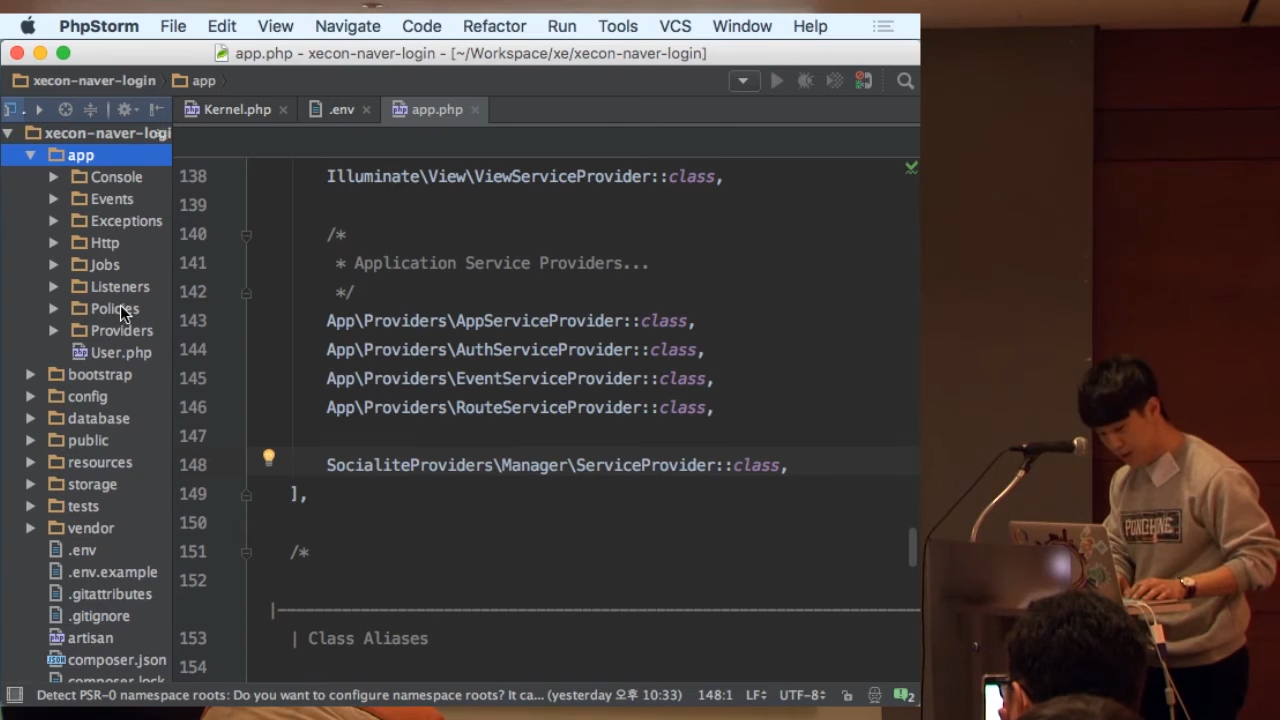 PhpStorm File Edit View Navigate Code Refactor Run Tools VCS Window Help
app.php - xecon-naver-login - [~/Workspace/xe/xecon-naver-login]
xecon-naver-login app
Kernel.php .env app.php
xecon-naver-logi
app
Console
Events
Exceptions
Http
Jobs
Listeners
Policies
Providers
User.php
bootstrap
config
database
public
resources
storage
tests
vendor
.env
.env.example
.gitattributes
.gitignore
artisan
composer.json
composer.lock
138 Illuminate\View\ViewServiceProvider::class,
139
140 /*
141 * Application Service Providers...
142 */
143 App\Providers\AppServiceProvider::class,
144 App\Providers\AuthServiceProvider::class,
145 App\Providers\EventServiceProvider::class,
146 App\Providers\RouteServiceProvider::class,
147
148 SocialiteProviders\Manager\ServiceProvider::class,
149 ],
150
151 /*
152
153 | Class Aliases
154
Detect PSR-0 namespace roots: Do you want to configure namespace roots? It ca... (yesterday 오후 10:33) 148:1 LF UTF-8 2